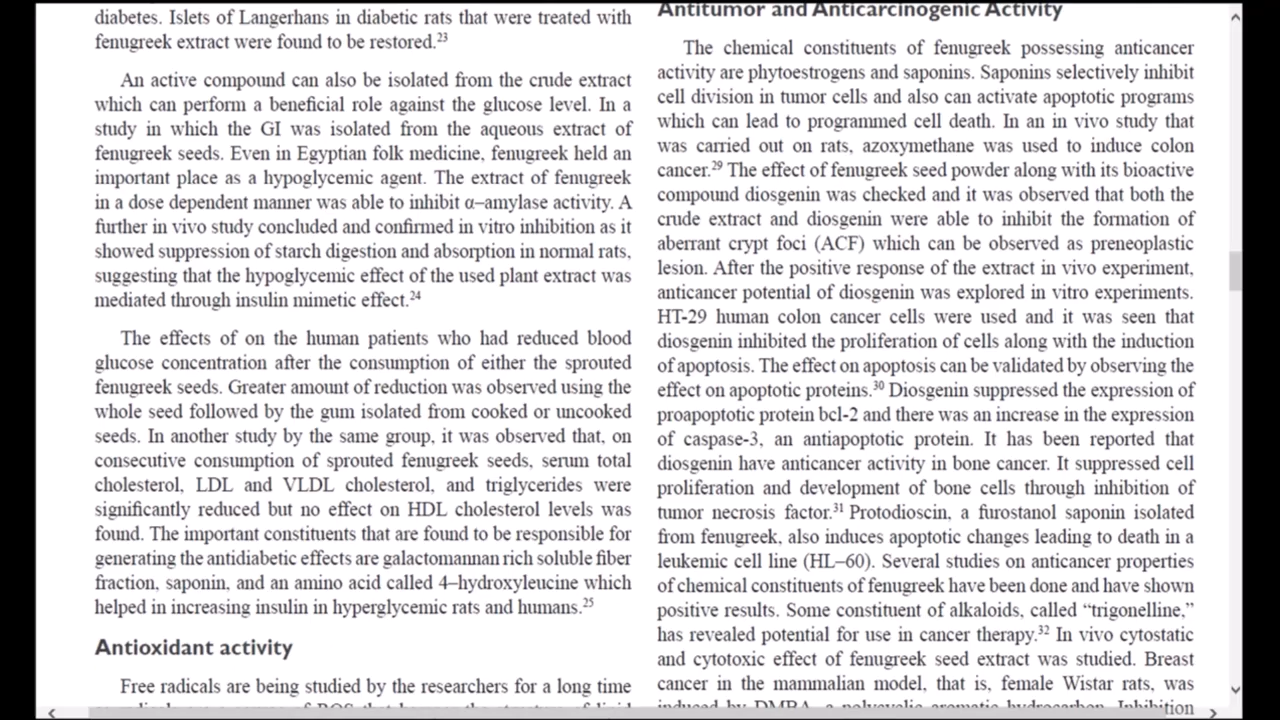 diabetes. Islets of Langerhans in diabetic rats that were treated with
fenugreek extract were found to be restored.23
An active compound can also be isolated from the crude extract
which can perform a beneficial role against the glucose level. In a
study in which the GI was isolated from the aqueous extract of
fenugreek seeds. Even in Egyptian folk medicine, fenugreek held an
important place as a hypoglycemic agent. The extract of fenugreek
in a dose dependent manner was able to inhibit α–amylase activity. A
further in vivo study concluded and confirmed in vitro inhibition as it
showed suppression of starch digestion and absorption in normal rats,
suggesting that the hypoglycemic effect of the used plant extract was
mediated through insulin mimetic effect.24
The effects of on the human patients who had reduced blood
glucose concentration after the consumption of either the sprouted
fenugreek seeds. Greater amount of reduction was observed using the
whole seed followed by the gum isolated from cooked or uncooked
seeds. In another study by the same group, it was observed that, on
consecutive consumption of sprouted fenugreek seeds, serum total
cholesterol, LDL and VLDL cholesterol, and triglycerides were
significantly reduced but no effect on HDL cholesterol levels was
found. The important constituents that are found to be responsible for
generating the antidiabetic effects are galactomannan rich soluble fiber
fraction, saponin, and an amino acid called 4–hydroxyleucine which
helped in increasing insulin in hyperglycemic rats and humans.25
Antioxidant activity
Free radicals are being studied by the researchers for a long time
Antitumor and Anticarcinogenic Activity
The chemical constituents of fenugreek possessing anticancer
activity are phytoestrogens and saponins. Saponins selectively inhibit
cell division in tumor cells and also can activate apoptotic programs
which can lead to programmed cell death. In an in vivo study that
was carried out on rats, azoxymethane was used to induce colon
cancer.29 The effect of fenugreek seed powder along with its bioactive
compound diosgenin was checked and it was observed that both the
crude extract and diosgenin were able to inhibit the formation of
aberrant crypt foci (ACF) which can be observed as preneoplastic
lesion. After the positive response of the extract in vivo experiment,
anticancer potential of diosgenin was explored in vitro experiments.
HT-29 human colon cancer cells were used and it was seen that
diosgenin inhibited the proliferation of cells along with the induction
of apoptosis. The effect on apoptosis can be validated by observing the
effect on apoptotic proteins.30 Diosgenin suppressed the expression of
proapoptotic protein bcl-2 and there was an increase in the expression
of caspase-3, an antiapoptotic protein. It has been reported that
diosgenin have anticancer activity in bone cancer. It suppressed cell
proliferation and development of bone cells through inhibition of
tumor necrosis factor.31 Protodioscin, a furostanol saponin isolated
from fenugreek, also induces apoptotic changes leading to death in a
leukemic cell line (HL–60). Several studies on anticancer properties
of chemical constituents of fenugreek have been done and have shown
positive results. Some constituent of alkaloids, called “trigonelline,”
has revealed potential for use in cancer therapy.32 In vivo cytostatic
and cytotoxic effect of fenugreek seed extract was studied. Breast
cancer in the mammalian model, that is, female Wistar rats, was
induced by DMBA, a polycyclic aromatic hydrocarbon. Inhibition